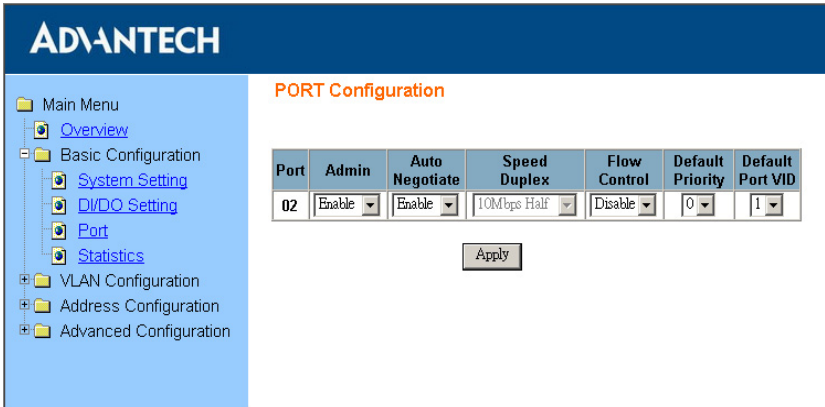 ADVANTECH
Main Menu
Overview
Basic Configuration
System Setting
DI/DO Setting
Port
Statistics
VLAN Configuration
Address Configuration
Advanced Configuration
PORT Configuration
Port Admin Auto Negotiate Speed Duplex Flow Control Default Priority Default Port VID
02 Enable Enable 10Mbps Half Disable 0 1
Apply